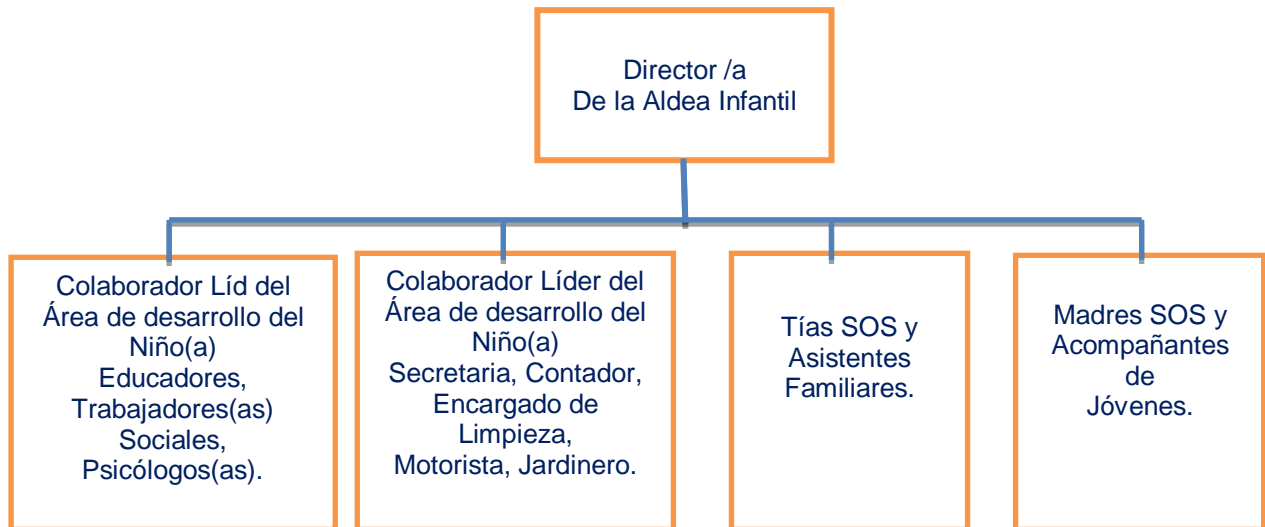 Director /a
De la Aldea Infantil
Colaborador Líd del
Área de desarrollo del
Niño(a)
Educadores,
Trabajadores(as)
Sociales,
Psicólogos(as).
Colaborador Líder del
Área de desarrollo del
Niño(a)
Secretaria, Contador,
Encargado de
Limpieza,
Motorista, Jardinero.
Tías SOS y
Asistentes
Familiares.
Madres SOS y
Acompañantes
de
Jóvenes.